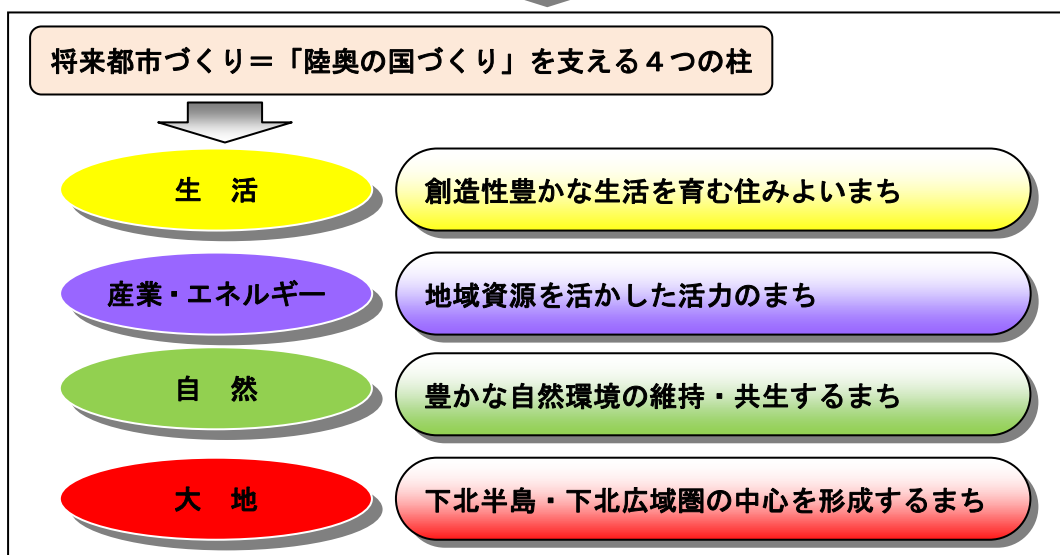 将来都市づくり＝「陸奥の国づくり」を支える４つの柱
生　活
創造性豊かな生活を育む住みよいまち
産業・エネルギー
地域資源を活かした活力のまち
自　然
豊かな自然環境の維持・共生するまち
大　地
下北半島・下北広域圏の中心を形成するまち